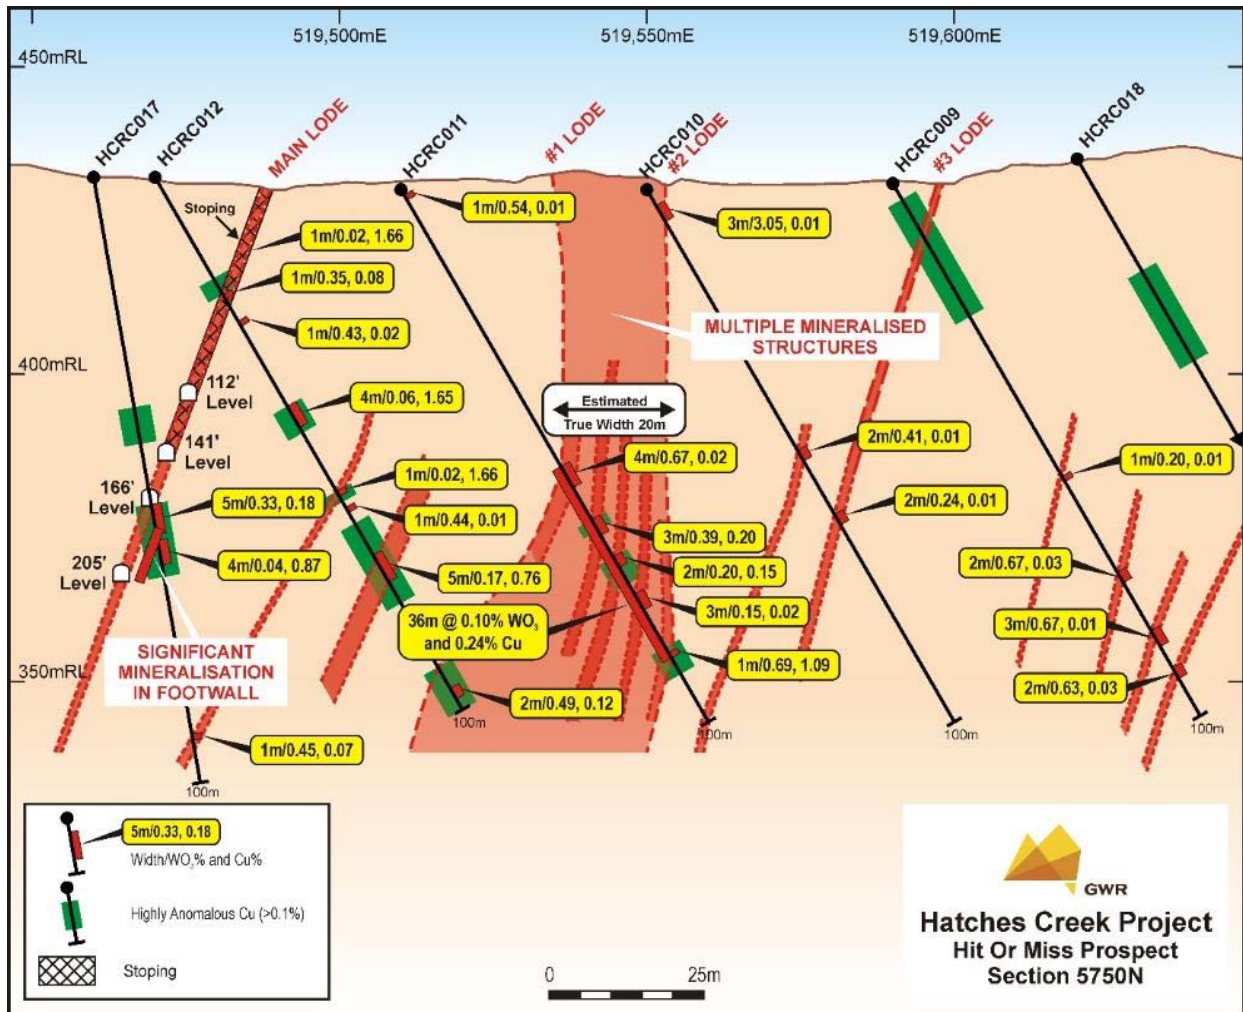 519,500mE
519,550mE
519,600mE
450mRL
HCRC017
HCRC012
MAIN LODE
HCRC011
#1 LODE
HCRC010
#2 LODE
HCRC009
#3 LODE
HCRC018
Stoping
1m/0.02, 1.66
1m/0.54, 0.01
3m/3.05, 0.01
1m/0.35, 0.08
1m/0.43, 0.02
MULTIPLE MINERALISED
STRUCTURES
400mRL
112'
Level
4m/0.06, 1.65
Estimated
True Width 20m
141'
Level
2m/0.41, 0.01
4m/0.67, 0.02
1m/0.20, 0.01
1m/0.02, 1.66
166'
Level
5m/0.33, 0.18
2m/0.24, 0.01
1m/0.44, 0.01
3m/0.39, 0.20
205'
Level
4m/0.04, 0.87
5m/0.17, 0.76
2m/0.20, 0.15
2m/0.67, 0.03
3m/0.15, 0.02
36m @ 0.10% WO₃
and 0.24% Cu
3m/0.67, 0.01
SIGNIFICANT
MINERALISATION
IN FOOTWALL
1m/0.69, 1.09
350mRL
2m/0.63, 0.03
2m/0.49, 0.12
100m
100m
100m
100m
1m/0.45, 0.07
100m
5m/0.33, 0.18
Width/WO₃% and Cu%
Highly Anomalous Cu (>0.1%)
Stoping
0
25m
GWR
Hatches Creek Project
Hit Or Miss Prospect
Section 5750N